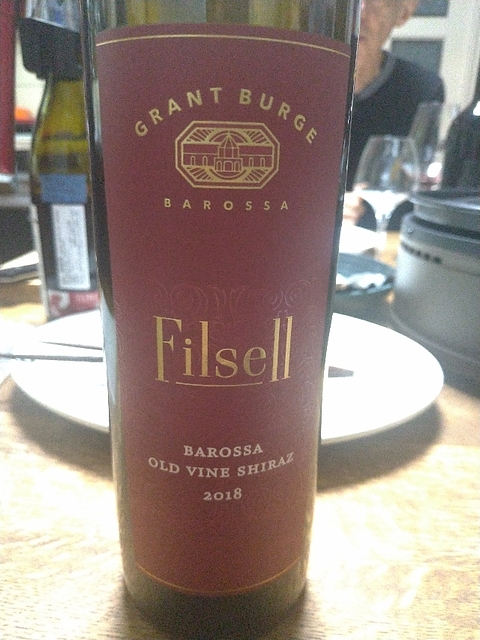 GRANT BURGE
BAROSSA
Filsell
BAROSSA
OLD VINE SHIRAZ
2018